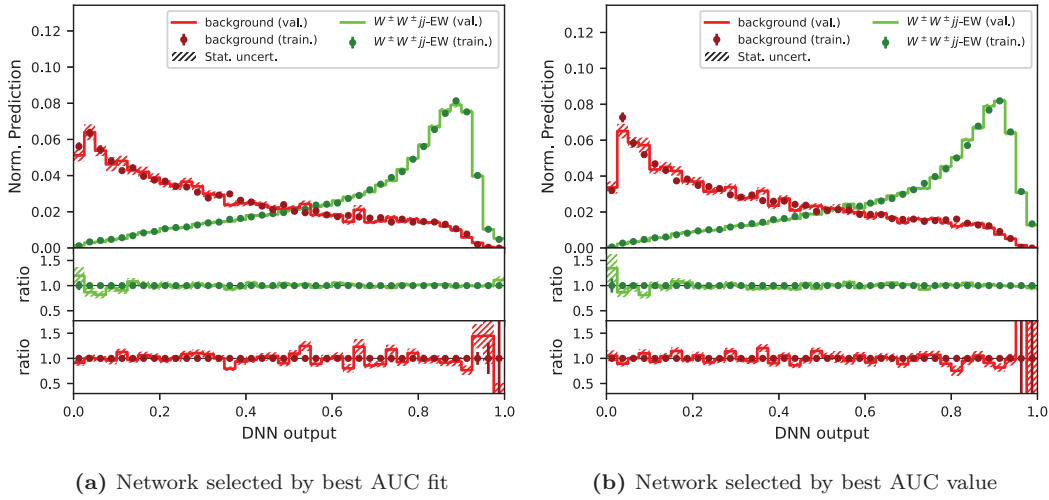 background (val.)
background (train.)
Stat. uncert.
W±W±jj-EW (val.)
W±W±jj-EW (train.)
Norm. Prediction
0.12
0.10
0.08
0.06
0.04
0.02
0.00
ratio
1.5
1.0
0.5
ratio
1.5
1.0
0.5
0.0 0.2 0.4 0.6 0.8 1.0
DNN output
(a) Network selected by best AUC fit
background (val.)
background (train.)
Stat. uncert.
W±W±jj-EW (val.)
W±W±jj-EW (train.)
Norm. Prediction
0.12
0.10
0.08
0.06
0.04
0.02
0.00
ratio
1.5
1.0
0.5
ratio
1.5
1.0
0.5
0.0 0.2 0.4 0.6 0.8 1.0
DNN output
(b) Network selected by best AUC value